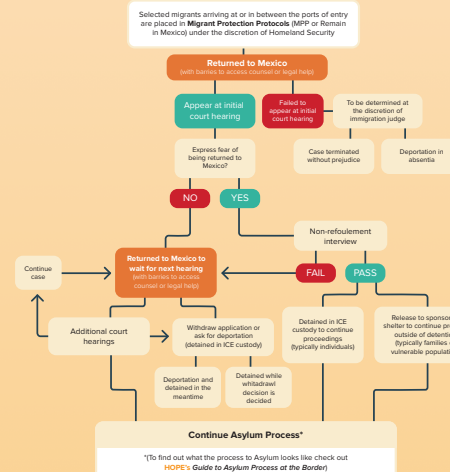 Selected migrants arriving at or in between the ports of entry
are placed in Migrant Protection Protocols (MPP or Remain
in Mexico) under the discretion of Homeland Security
Returned to Mexico
(with barries to access counsel or legal help)
Appear at initial
court hearing
Failed to
appear at initial
court hearing
To be determined at
the discretion of
immigration judge
Express fear of
being returned to
Mexico?
Case terminated
without prejudice
Deportation in
absentia
NO
YES
Non-refoulement
interview
Returned to Mexico to
wait for next hearing
(with barries to access
counsel or legal help)
Continue
case
FAIL
PASS
Additional court
hearings
Withdraw application or
ask for deportation
(detained in ICE custody)
Detained in ICE
custody to continue
proceedings
(typically individuals)
Release to sponsor
shelter to continue
outside of
(typically families
vulnerable
Deportation and
detained in the
meantime
Detained while
whitadrawl
decision is
decided
Continue Asylum Process*
*(To find out what the process to Asylum looks like check out
HOPE's Guide to Asylum Process at the Border)